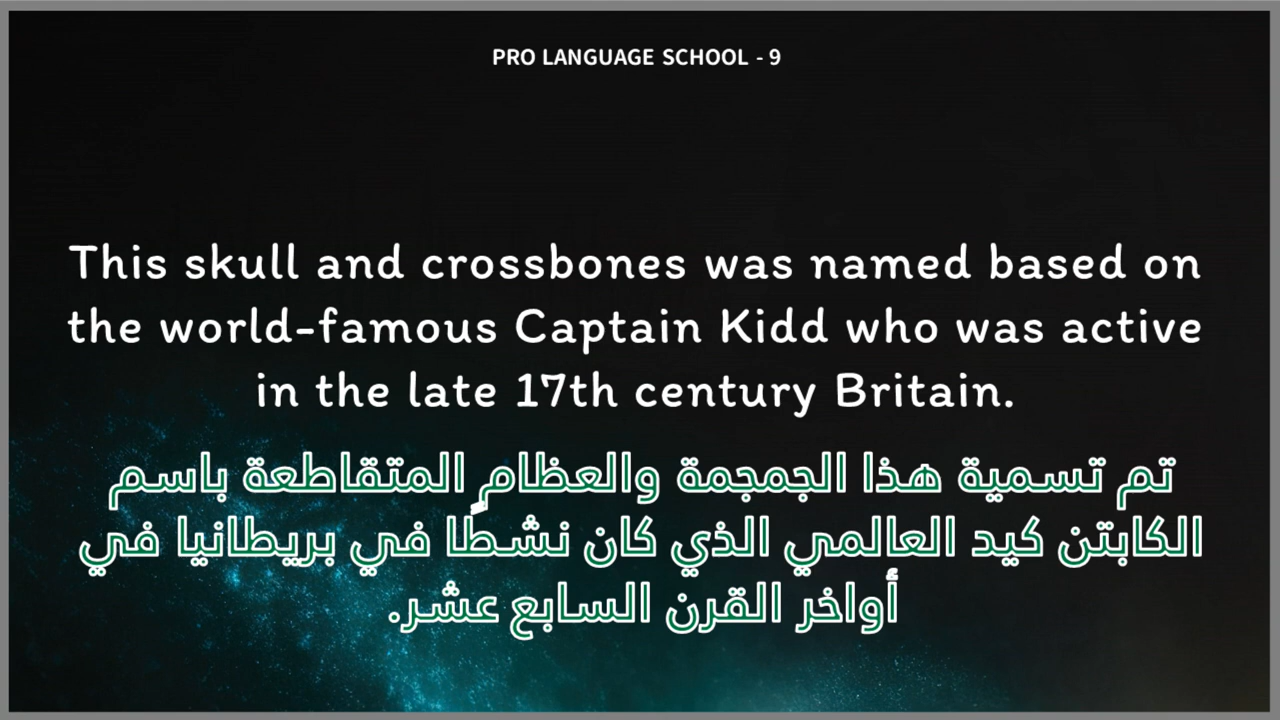 PRO LANGUAGE SCHOOL - 9
This skull and crossbones was named based on
the world-famous Captain Kidd who was active
in the late 17th century Britain.
تم تسمية هذا الجمجمة والعظام المتقاطعة باسم
الكابتن كيد العالمي الذي كان نشطًا في بريطانيا في
أواخر القرن السابع عشر.